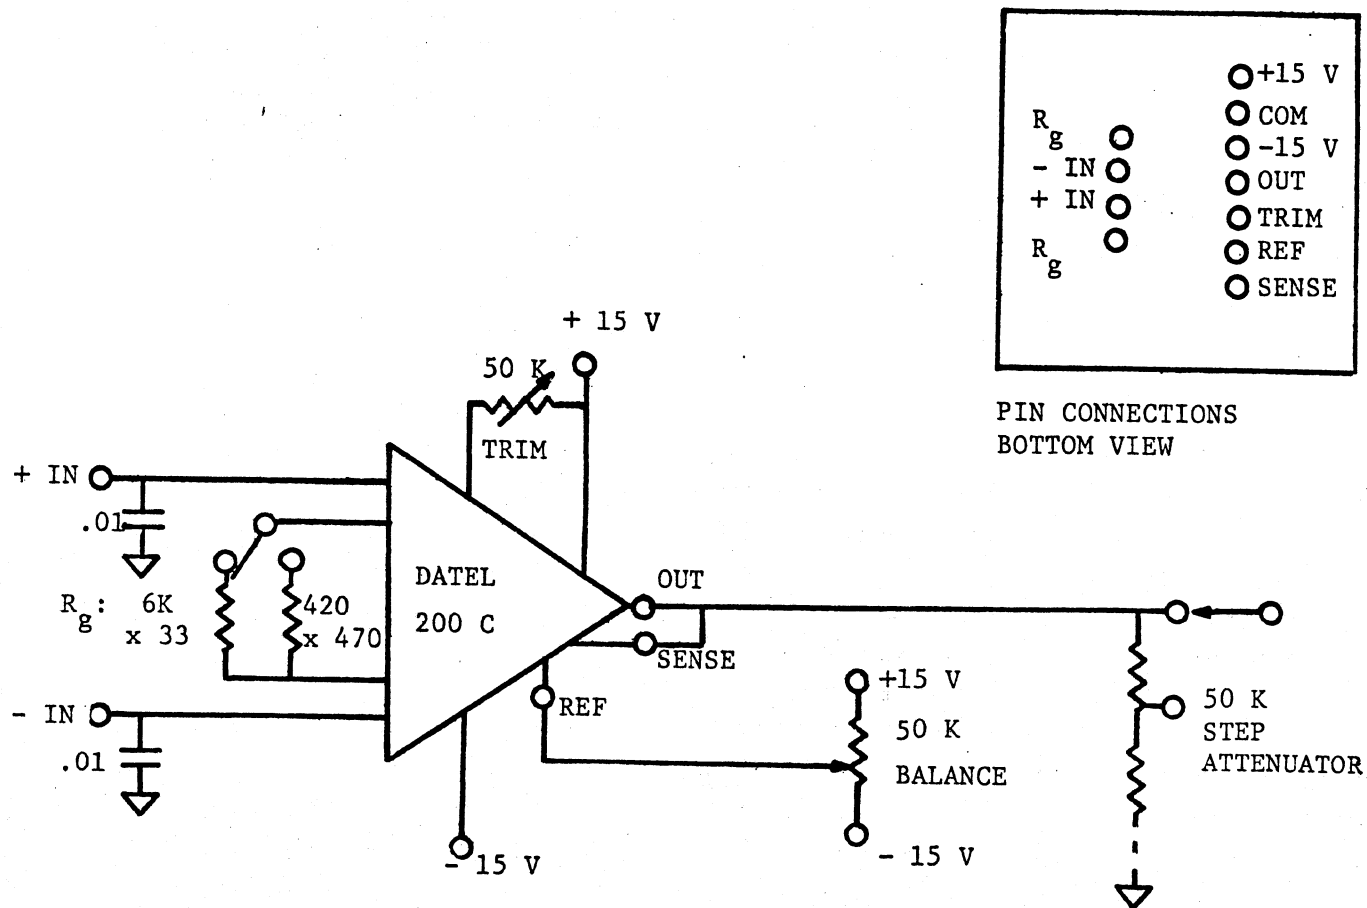 +15 V
COM
R
g
-15 V
- IN
OUT
+ IN
TRIM
R
g
REF
SENSE
PIN CONNECTIONS
BOTTOM VIEW
+ 15 V
50 K
TRIM
+ IN
.01
R g: 6K
x 33
420
x 470
DATEL
200 C
OUT
SENSE
REF
- IN
.01
- 15 V
+15 V
50 K
BALANCE
- 15 V
50 K
STEP
ATTENUATOR